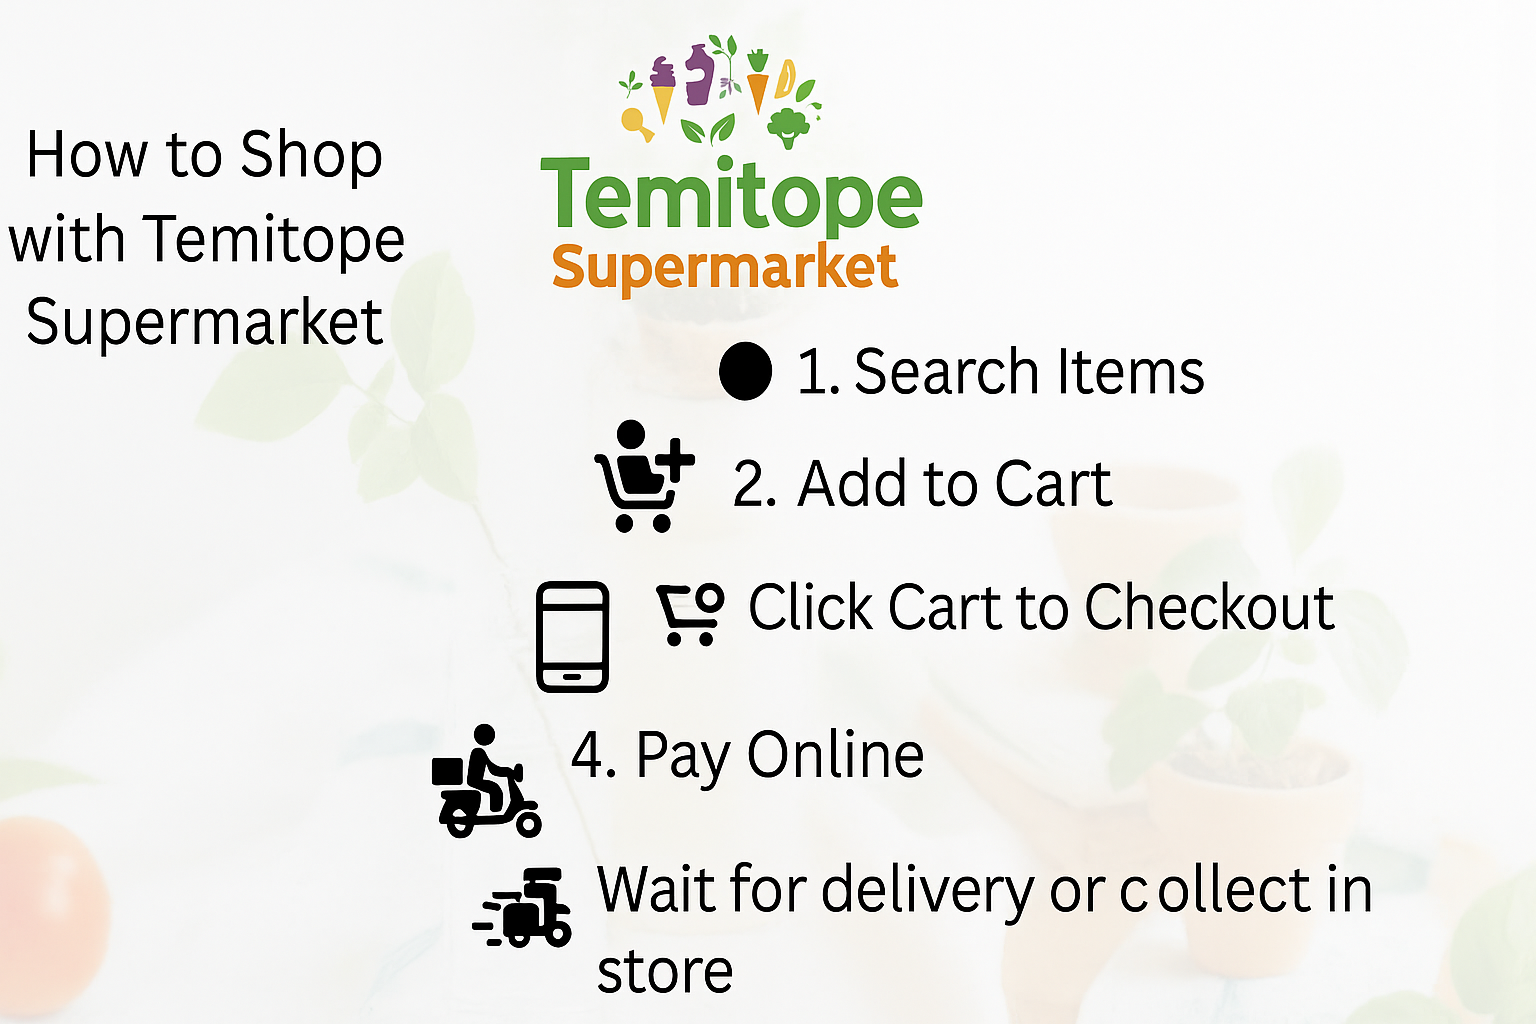 How to Shop
with Temitope
Supermarket
Temitope
Supermarket
1. Search Items
2. Add to Cart
Click Cart to Checkout
4. Pay Online
Wait for delivery or collect in
store